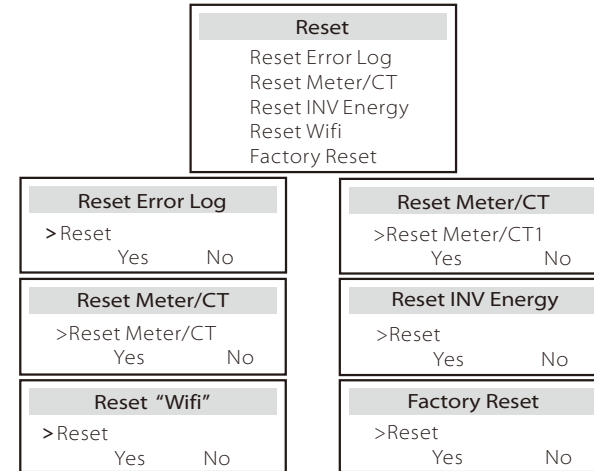 Reset
Reset Error Log
Reset Meter/CT
Reset INV Energy
Reset Wifi
Factory Reset
Reset Error Log
>Reset
Yes No
Reset Meter/CT
>Reset Meter/CT1
Yes No
Reset Meter/CT
>Reset Meter/CT
Yes No
Reset INV Energy
>Reset
Yes No
Reset “Wifi”
>Reset
Yes No
Factory Reset
>Reset
Yes No